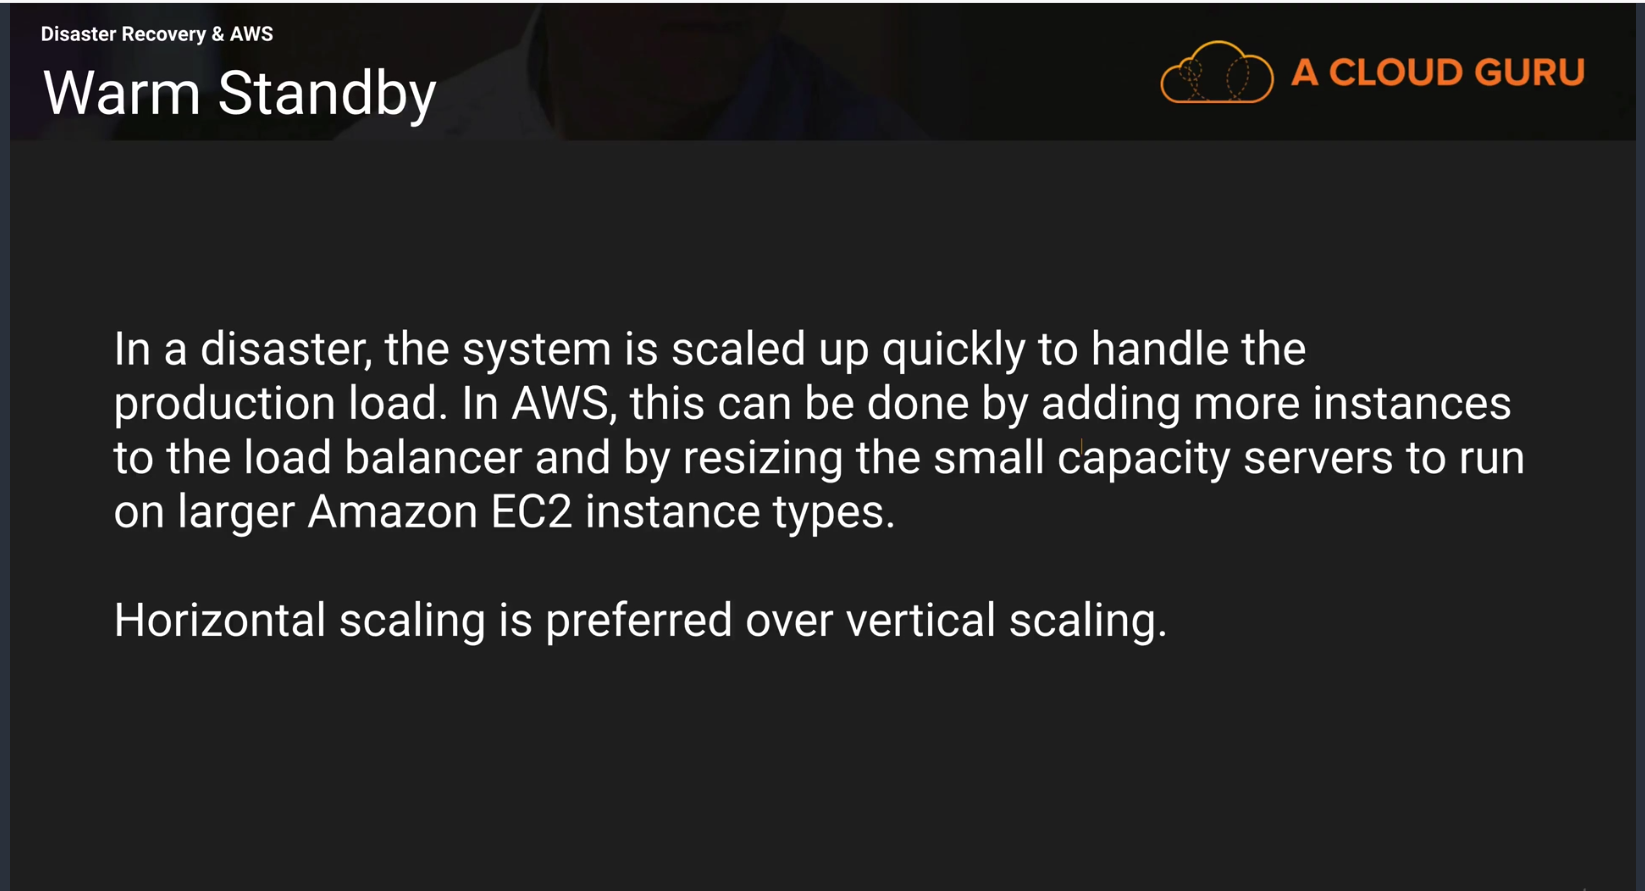 Disaster Recovery & AWS
Warm Standby
A CLOUD GURU
In a disaster, the system is scaled up quickly to handle the
production load. In AWS, this can be done by adding more instances
to the load balancer and by resizing the small capacity servers to run
on larger Amazon EC2 instance types.
Horizontal scaling is preferred over vertical scaling.